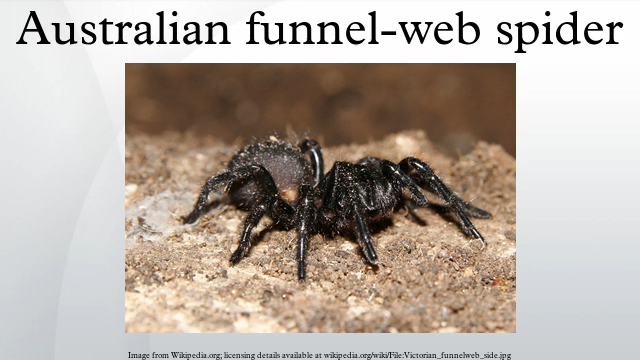 Australian funnel-web spider
Image from Wikipedia.org; licensing details available at wikipedia.org/wiki/File:Victorian_funnelweb_side.jpg